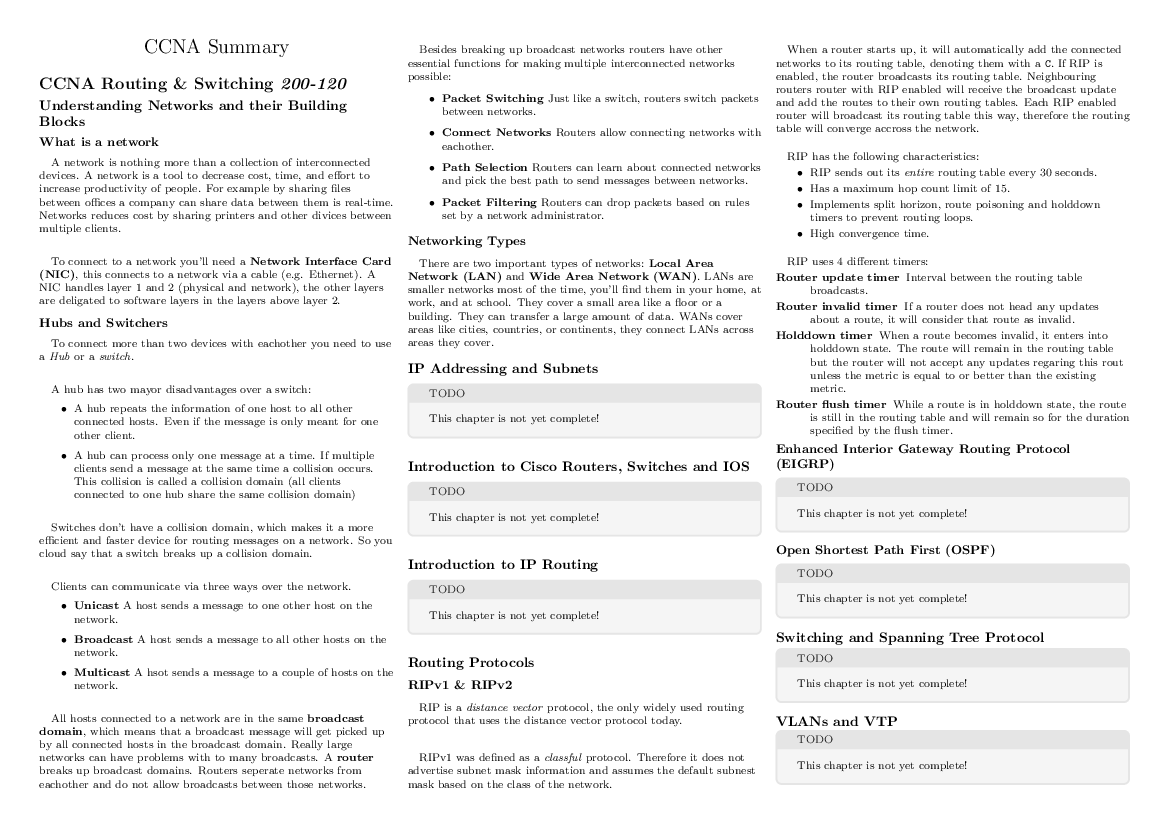 CCNA Summary
CCNA Routing & Switching 200-120
Understanding Networks and their Building
Blocks
What is a network
A network is nothing more than a collection of interconnected
devices. A network is a tool to decrease cost, time, and effort to
increase productivity of people. For example by sharing files
between offices a company can share data between them is real-time.
Networks reduces cost by sharing printers and other divices between
multiple clients.
To connect to a network you'll need a Network Interface Card
(NIC), this connects to a network via a cable (e.g. Ethernet). A
NIC handles layer 1 and 2 (physical and network), the other layers
are deligated to software layers in the layers above layer 2.
Hubs and Switchers
To connect more than two devices with eachother you need to use
a Hub or a switch.
A hub has two mayor disadvantages over a switch:
• A hub repeats the information of one host to all other
connected hosts. Even if the message is only meant for one
other client.
• A hub can process only one message at a time. If multiple
clients send a message at the same time a collision occurs.
This collision is called a collision domain (all clients
connected to one hub share the same collision domain)
Switches don't have a collision domain, which makes it a more
efficient and faster device for routing messages on a network. So you
cloud say that a switch breaks up a collision domain.
Clients can communicate via three ways over the network.
• Unicast A host sends a message to one other host on the
network.
• Broadcast A host sends a message to all other hosts on the
network.
• Multicast A hsot sends a message to a couple of hosts on the
network.
All hosts connected to a network are in the same broadcast
domain, which means that a broadcast message will get picked up
by all connected hosts in the broadcast domain. Really large
networks can have problems with to many broadcasts. A router
breaks up broadcast domains. Routers seperate networks from
eachother and do not allow broadcasts between those networks.
Besides breaking up broadcast networks routers have other
essential functions for making multiple interconnected networks
possible:
• Packet Switching Just like a switch, routers switch packets
between networks.
• Connect Networks Routers allow connecting networks with
eachother.
• Path Selection Routers can learn about connected networks
and pick the best path to send messages between networks.
• Packet Filtering Routers can drop packets based on rules
set by a network administrator.
Networking Types
There are two important types of networks: Local Area
Network (LAN) and Wide Area Network (WAN). LANs are
smaller networks most of the time, you'll find them in your home, at
work, and at school. They cover a small area like a floor or a
building. They can transfer a large amount of data. WANs cover
areas like cities, countries, or continents, they connect LANs across
areas they cover.
IP Addressing and Subnets
TODO
This chapter is not yet complete!
Introduction to Cisco Routers, Switches and IOS
TODO
This chapter is not yet complete!
Introduction to IP Routing
TODO
This chapter is not yet complete!
Routing Protocols
RIPv1 & RIPv2
RIP is a distance vector protocol, the only widely used routing
protocol that uses the distance vector protocol today.
RIPv1 was defined as a classful protocol. Therefore it does not
advertise subnet mask information and assumes the default subnest
mask based on the class of the network.
When a router starts up, it will automatically add the connected
networks to its routing table, denoting them with a C. If RIP is
enabled, the router broadcasts its routing table. Neighbouring
routers router with RIP enabled will receive the broadcast update
and add the routes to their own routing tables. Each RIP enabled
router will broadcast its routing table this way, therefore the routing
table will converge accross the network.
RIP has the following characteristics:
• RIP sends out its entire routing table every 30 seconds.
• Has a maximum hop count limit of 15.
• Implements split horizon, route poisoning and holddown
timers to prevent routing loops.
• High convergence time.
RIP uses 4 different timers:
Router update timer Interval between the routing table
broadcasts.
Router invalid timer If a router does not head any updates
about a route, it will consider that route as invalid.
Holddown timer When a route becomes invalid, it enters into
holddown state. The route will remain in the routing table
but the router will not accept any updates regaring this rout
unless the metric is equal to or better than the existing
metric.
Router flush timer While a route is in holddown state, the route
is still in the routing table and will remain so for the duration
specified by the flush timer.
Enhanced Interior Gateway Routing Protocol
(EIGRP)
TODO
This chapter is not yet complete!
Open Shortest Path First (OSPF)
TODO
This chapter is not yet complete!
Switching and Spanning Tree Protocol
TODO
This chapter is not yet complete!
VLANs and VTP
TODO
This chapter is not yet complete!